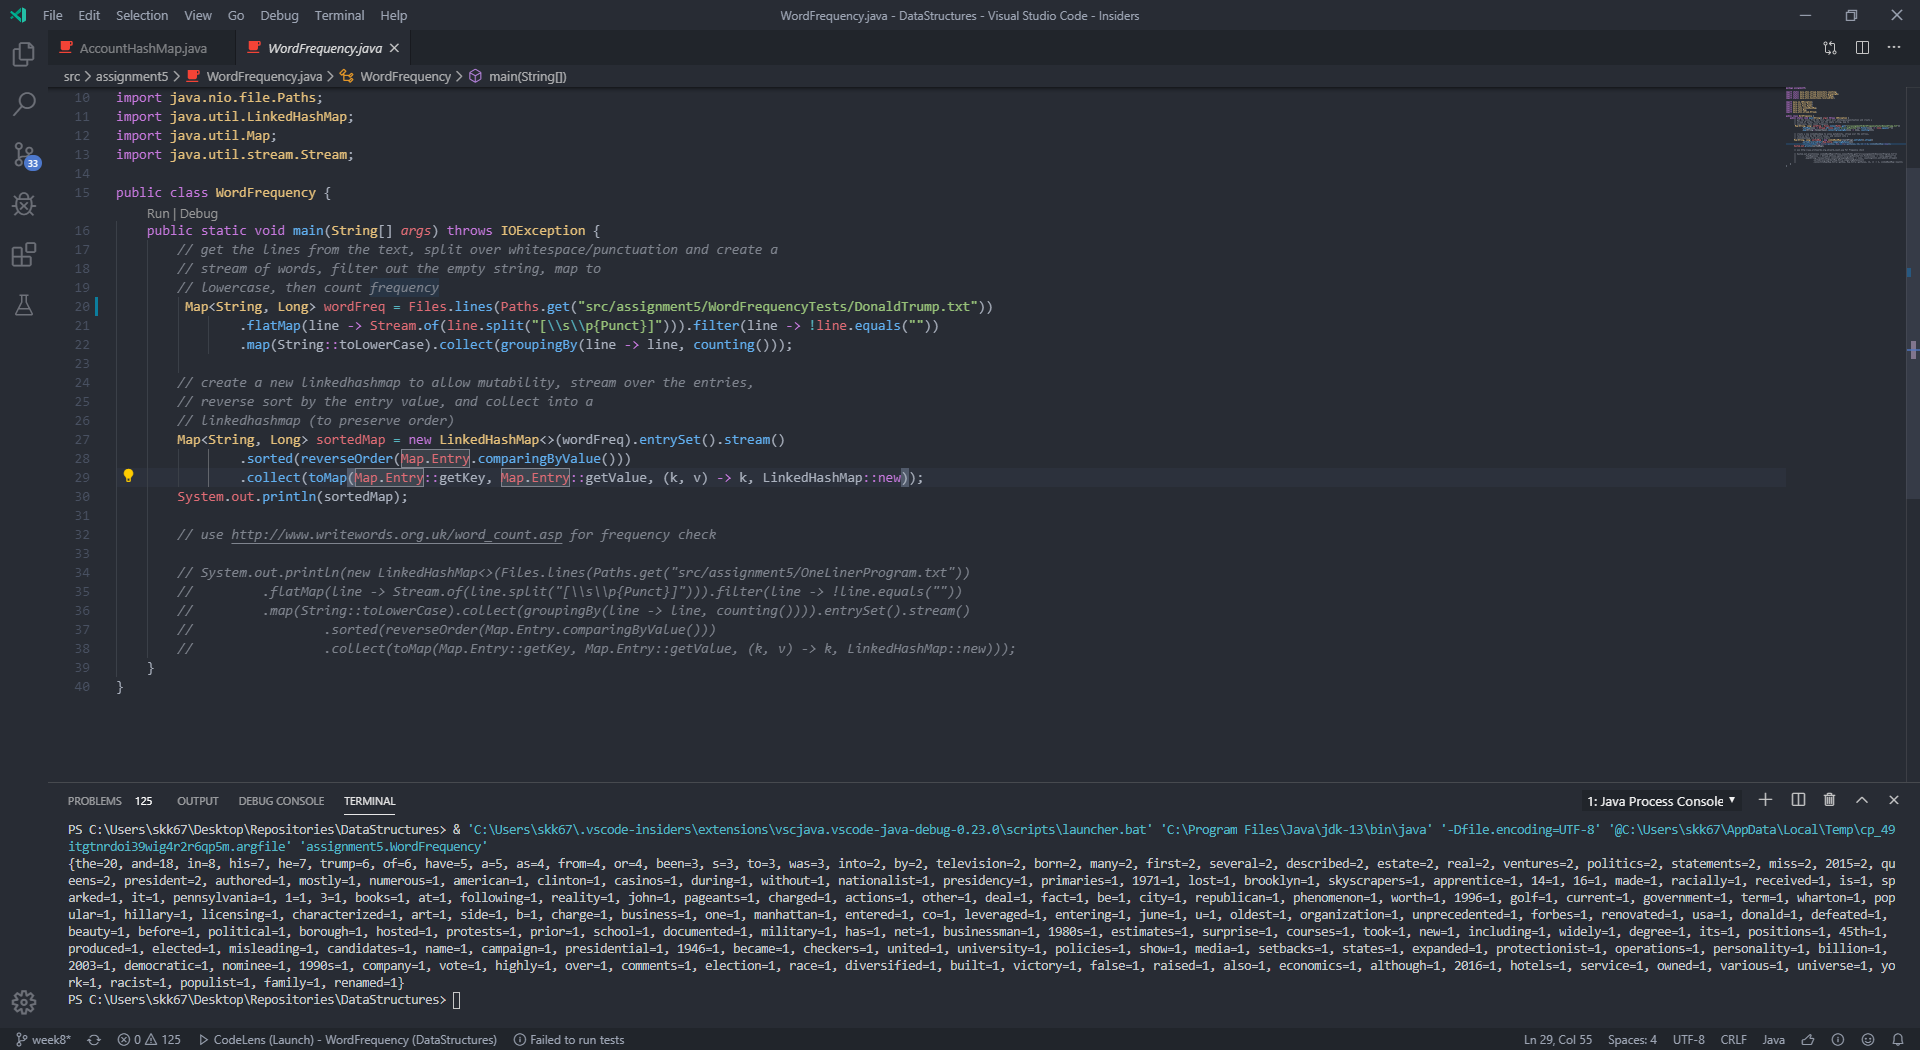 File Edit Selection View Go Debug Terminal Help
WordFrequency.java - DataStructures - Visual Studio Code - Insiders
AccountHashMap.java
WordFrequency.java
src > assignment5 > WordFrequency.java > WordFrequency > main(String[])
10 import java.nio.file.Paths;
11 import java.util.LinkedHashMap;
12 import java.util.Map;
13 import java.util.stream.Stream;
14
15 public class WordFrequency {
Run | Debug
16 public static void main(String[] args) throws IOException {
17 // get the lines from the text, split over whitespace/punctuation and create a
18 // stream of words, filter out the empty string, map to
19 // lowercase, then count frequency
20 Map<String, Long> wordFreq = Files.lines(Paths.get("src/assignment5/WordFrequencyTests/DonaldTrump.txt"))
21 .flatMap(line -> Stream.of(line.split("[\\s\\p{Punct}]"))).filter(line -> !line.equals(""))
22 .map(String::toLowerCase).collect(groupingBy(line -> line, counting()));
23
24 // create a new linkedhashmap to allow mutability, stream over the entries,
25 // reverse sort by the entry value, and collect into a
26 // linkedhashmap (to preserve order)
27 Map<String, Long> sortedMap = new LinkedHashMap<>(wordFreq).entrySet().stream()
28 .sorted(reverseOrder(Map.Entry.comparingByValue()))
29 .collect(toMap(Map.Entry::getKey, Map.Entry::getValue, (k, v) -> k, LinkedHashMap::new));
30 System.out.println(sortedMap);
31
32 // use http://www.writewords.org.uk/word_count.asp for frequency check
33
34 // System.out.println(new LinkedHashMap<>(Files.lines(Paths.get("src/assignment5/OneLinerProgram.txt"))
35 // .flatMap(line -> Stream.of(line.split("[\\s\\p{Punct}]"))).filter(line -> !line.equals(""))
36 // .map(String::toLowerCase).collect(groupingBy(line -> line, counting()))).entrySet().stream()
37 // .sorted(reverseOrder(Map.Entry.comparingByValue()))
38 // .collect(toMap(Map.Entry::getKey, Map.Entry::getValue, (k, v) -> k, LinkedHashMap::new)));
39 }
40 }
33
PROBLEMS 125 OUTPUT DEBUG CONSOLE TERMINAL
1: Java Process Console
PS C:\Users\skk67\Desktop\Repositories\DataStructures> & 'C:\Users\skk67\.vscode-insiders\extensions\vscjava.vscode-java-debug-0.23.0\scripts\launcher.bat' 'C:\Program Files\Java\jdk-13\bin\java' '-Dfile.encoding=UTF-8' '@C:\Users\skk67\AppData\Local\Temp\cp_49
itgtnrdoi39wig4r2r6qp5m.argfile' 'assignment5.WordFrequency'
{the=20, and=18, in=8, his=7, he=7, trump=6, of=6, have=5, a=5, as=4, from=4, or=4, been=3, s=3, to=3, was=3, into=2, by=2, television=2, born=2, many=2, first=2, several=2, described=2, estate=2, real=2, ventures=2, politics=2, statements=2, miss=2, 2015=2, qu
eens=2, president=2, authored=1, mostly=1, numerous=1, american=1, clinton=1, casinos=1, during=1, without=1, nationalist=1, presidency=1, primaries=1, 1971=1, lost=1, brooklyn=1, skyscrapers=1, apprentice=1, 14=1, 16=1, made=1, racially=1, received=1, is=1, sp
arked=1, it=1, pennsylvania=1, 1=1, 3=1, books=1, at=1, following=1, reality=1, john=1, pageants=1, charged=1, actions=1, other=1, deal=1, fact=1, be=1, city=1, republican=1, phenomenon=1, worth=1, 1996=1, golf=1, current=1, government=1, term=1, wharton=1, pop
ular=1, hillary=1, licensing=1, characterized=1, art=1, side=1, b=1, charge=1, business=1, one=1, manhattan=1, entered=1, co=1, leveraged=1, entering=1, june=1, u=1, oldest=1, organization=1, unprecedented=1, forbes=1, renovated=1, usa=1, donald=1, defeated=1,
beauty=1, before=1, political=1, borough=1, hosted=1, protests=1, prior=1, school=1, documented=1, military=1, has=1, net=1, businessman=1, 1980s=1, estimates=1, surprise=1, courses=1, took=1, new=1, including=1, widely=1, degree=1, its=1, positions=1, 45th=1,
produced=1, elected=1, misleading=1, candidates=1, name=1, campaign=1, presidential=1, 1946=1, became=1, checkers=1, united=1, university=1, policies=1, show=1, media=1, setbacks=1, states=1, expanded=1, protectionist=1, operations=1, personality=1, billion=1,
2003=1, democratic=1, nominee=1, 1990s=1, company=1, vote=1, highly=1, over=1, comments=1, election=1, race=1, diversified=1, built=1, victory=1, false=1, raised=1, also=1, economics=1, although=1, 2016=1, hotels=1, service=1, owned=1, various=1, universe=1, yo
rk=1, racist=1, populist=1, family=1, renamed=1}
PS C:\Users\skk67\Desktop\Repositories\DataStructures>
week8* 0 125 CodeLens (Launch) - WordFrequency (DataStructures) Failed to run tests Ln 29, Col 55 Spaces: 4 UTF-8 CRLF Java